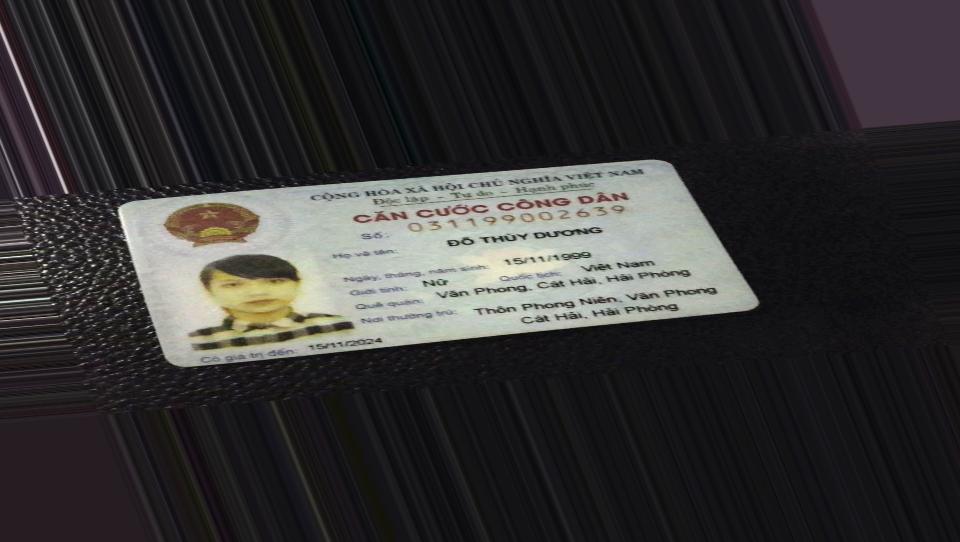 CỘNG HÒA XÃ HỘI CHỦ NGHĨA VIỆT NAM
Độc lập - Tự do - Hạnh phúc
CĂN CƯỚC CÔNG DÂN
Số: 031199002639
Họ và tên: ĐỖ THÙY DƯƠNG
Ngày, tháng, năm sinh: 15/11/1999
Giới tính: Nữ Quốc tịch: Việt Nam
Quê quán: Văn Phong, Cát Hải, Hải Phòng
Nơi thường trú: Thôn Phong Niên, Văn Phong
Cát Hải, Hải Phòng
Có giá trị đến: 15/11/2024